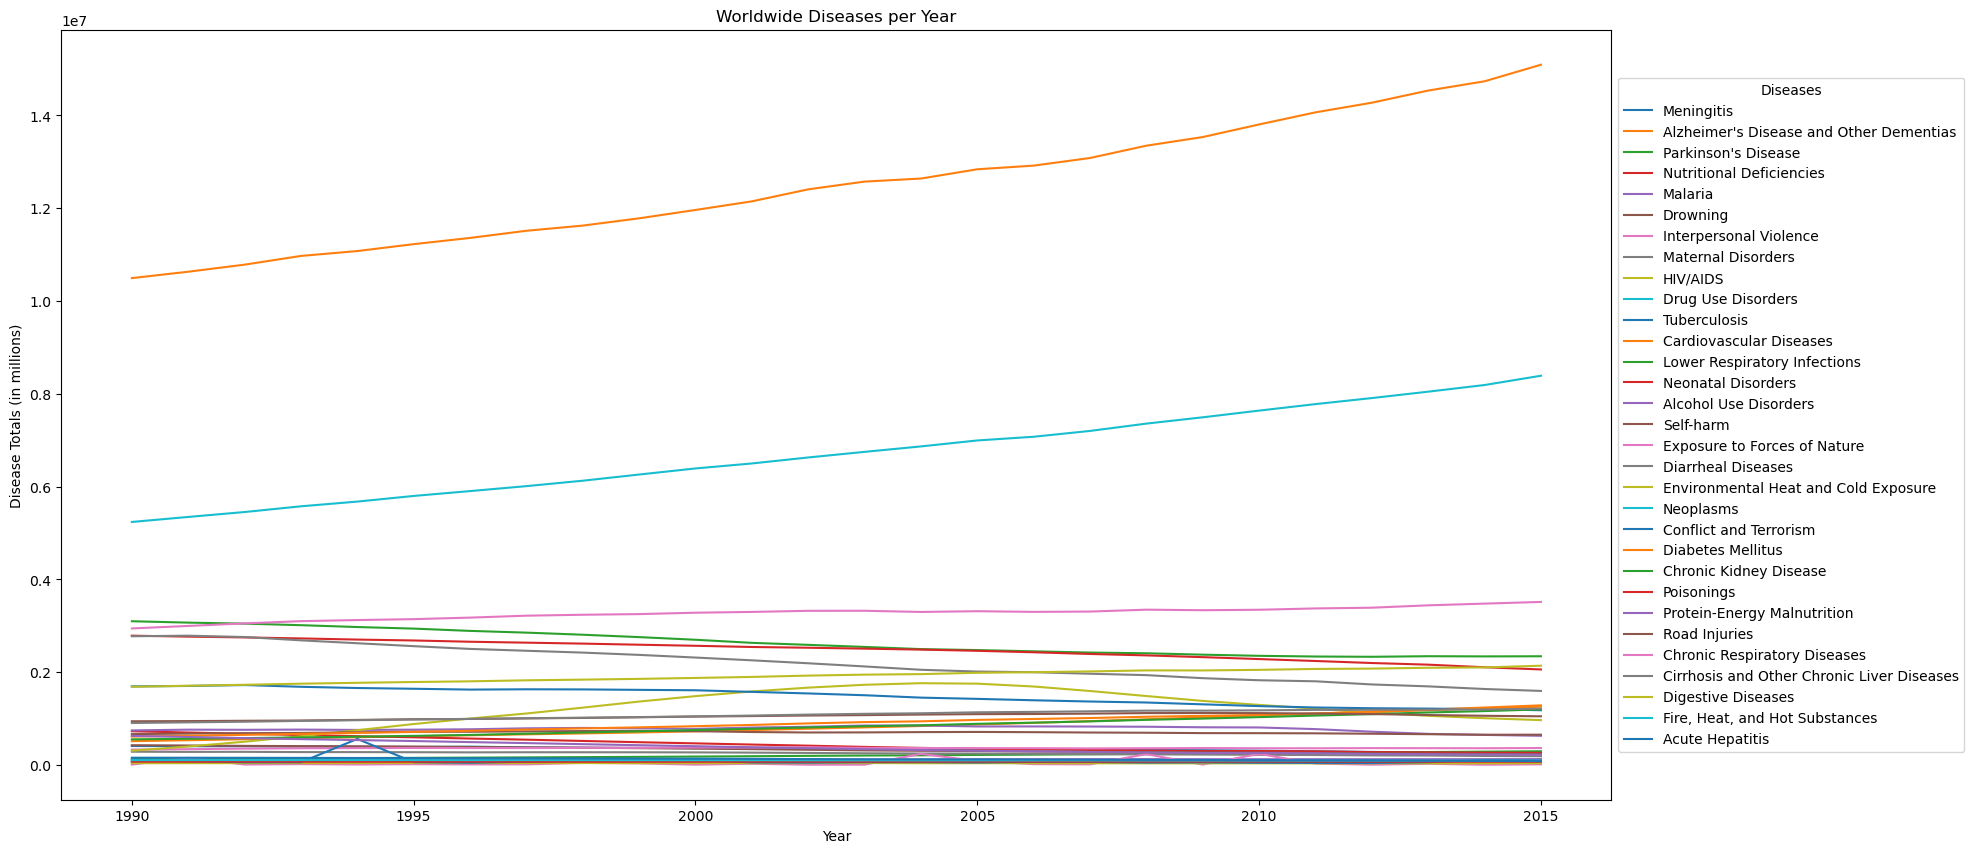 Worldwide Diseases per Year
1e7
1.4
1.2
1.0
0.8
0.6
0.4
0.2
0.0
Disease Totals (in millions)
1990 1995 2000 2005 2010 2015
Year
Diseases
Meningitis
Alzheimer's Disease and Other Dementias
Parkinson's Disease
Nutritional Deficiencies
Malaria
Drowning
Interpersonal Violence
Maternal Disorders
HIV/AIDS
Drug Use Disorders
Tuberculosis
Cardiovascular Diseases
Lower Respiratory Infections
Neonatal Disorders
Alcohol Use Disorders
Self-harm
Exposure to Forces of Nature
Diarrheal Diseases
Environmental Heat and Cold Exposure
Neoplasms
Conflict and Terrorism
Diabetes Mellitus
Chronic Kidney Disease
Poisonings
Protein-Energy Malnutrition
Road Injuries
Chronic Respiratory Diseases
Cirrhosis and Other Chronic Liver Diseases
Digestive Diseases
Fire, Heat, and Hot Substances
Acute Hepatitis